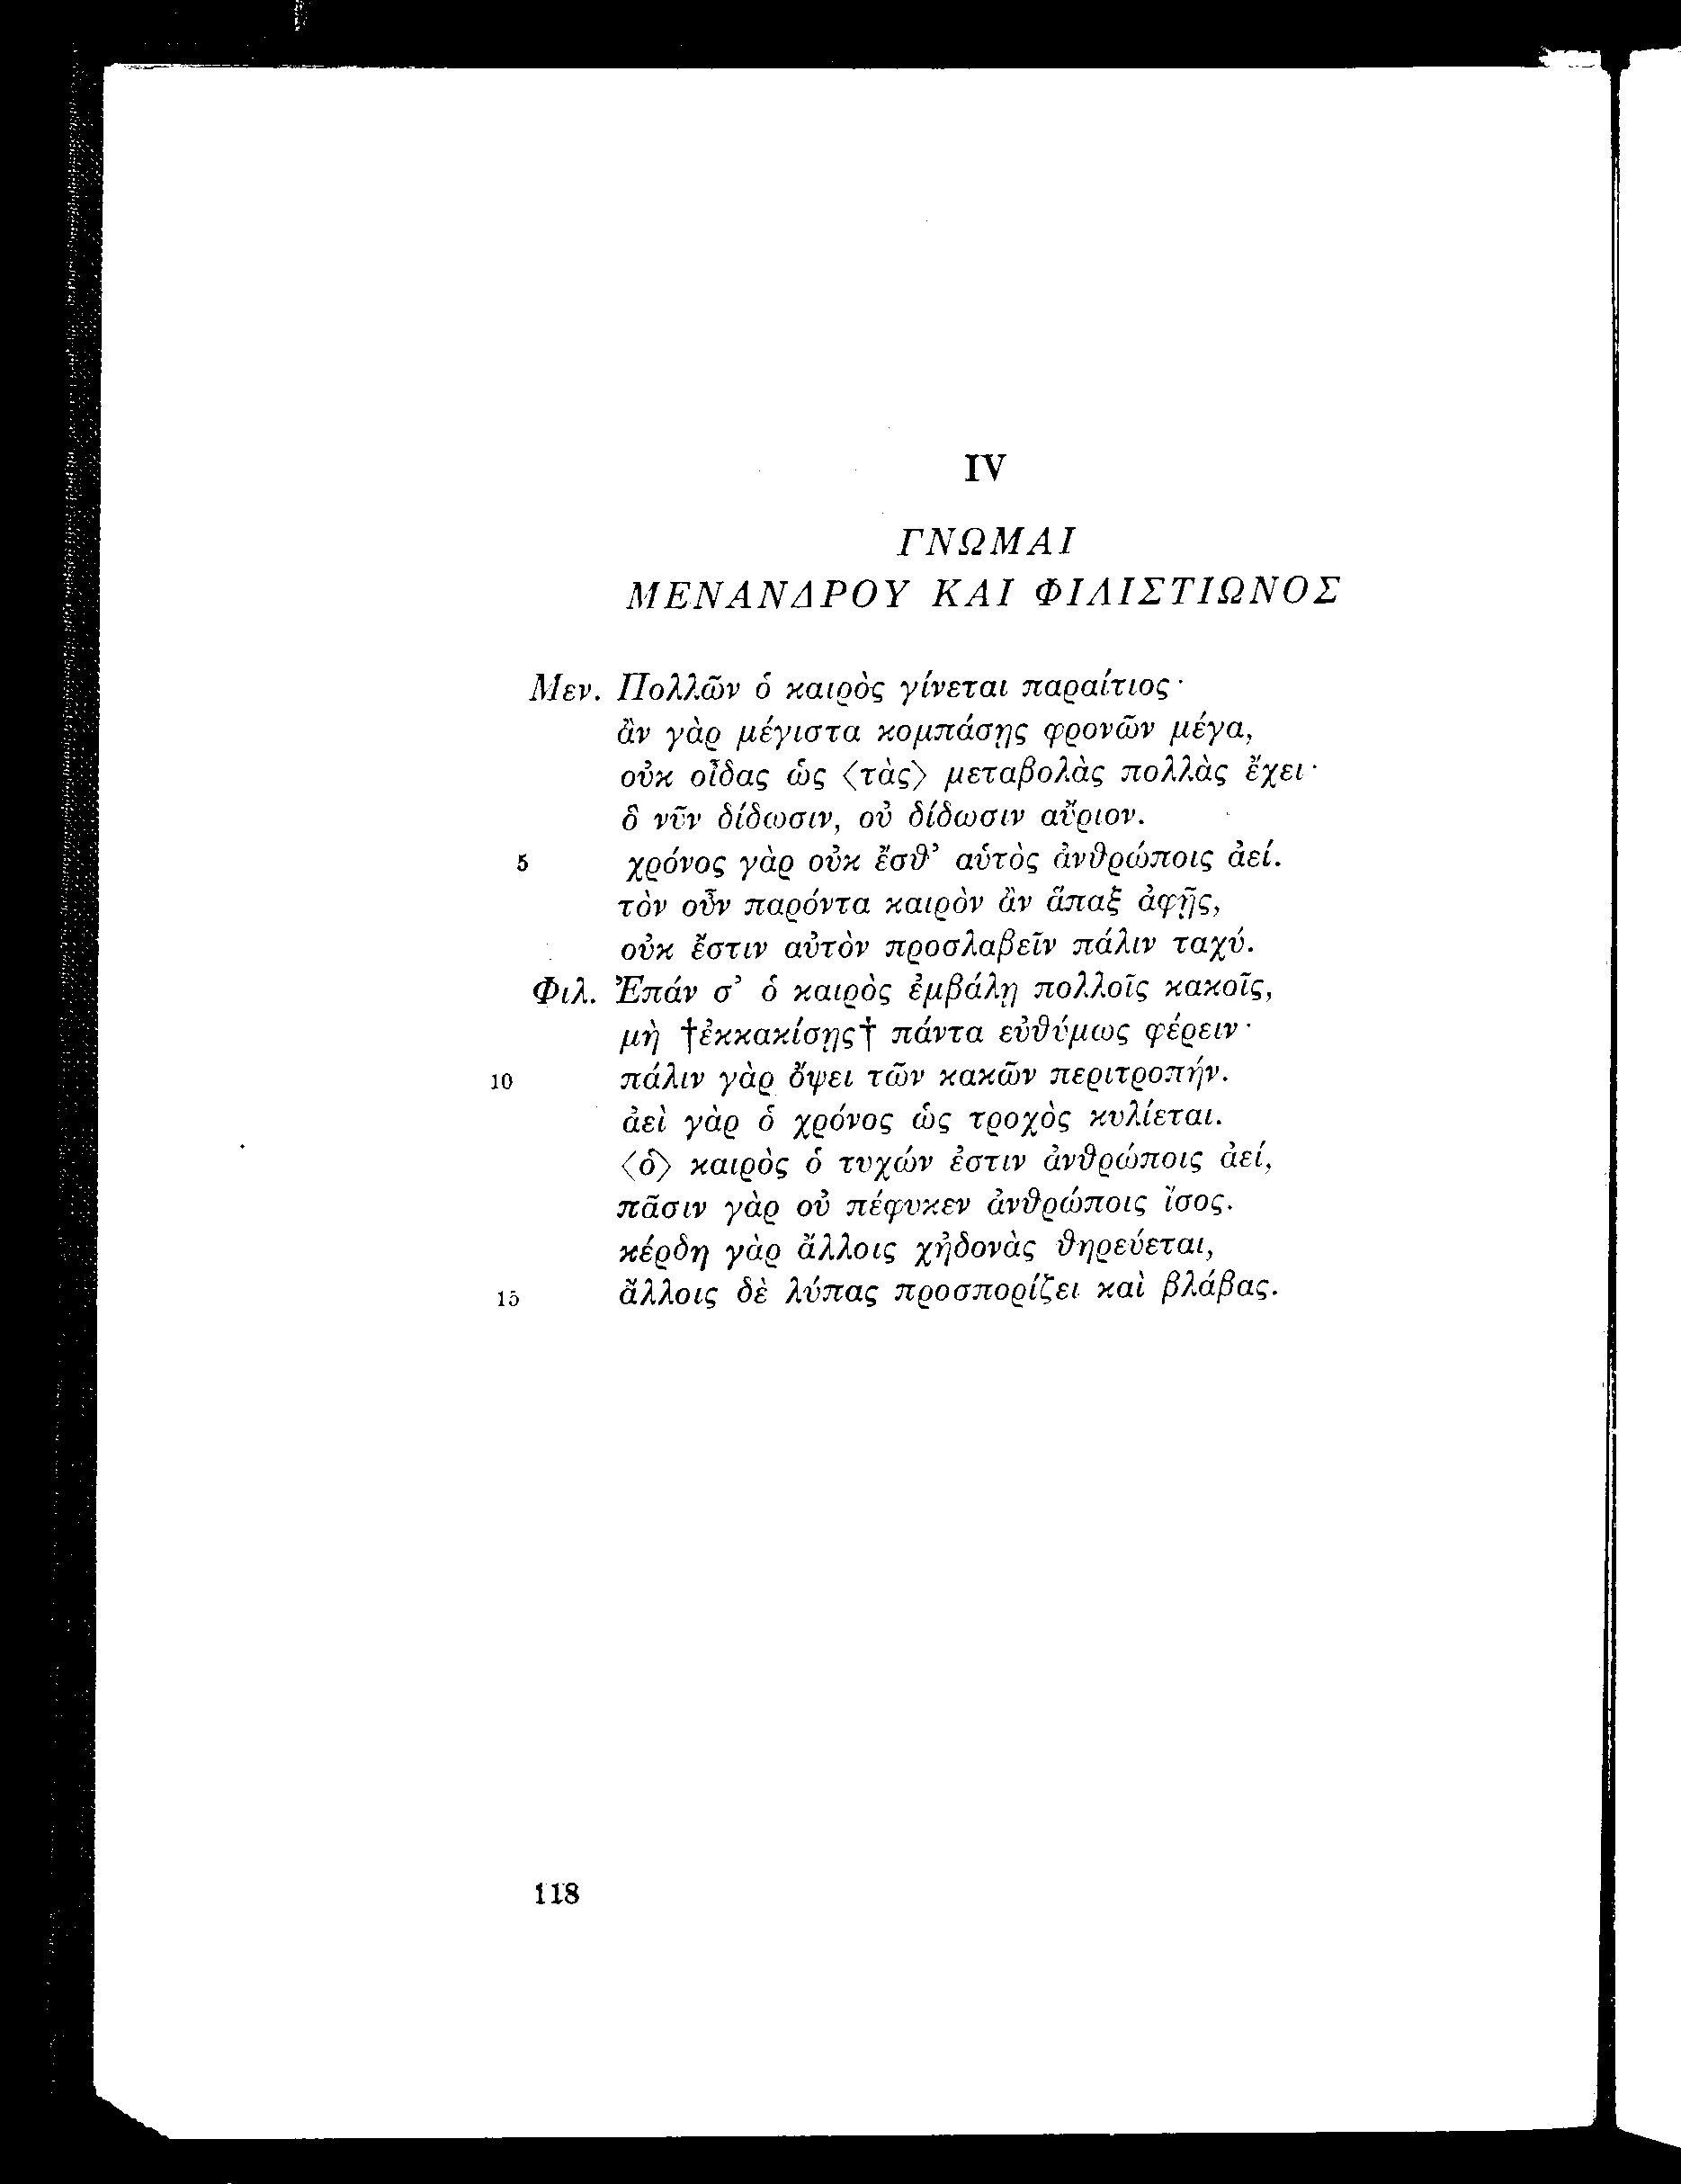 IV
ΓΝΩΜΑΙ
ΜΕΝΑΝΔΡΟΥ ΚΑΙ ΦΙΛΙΣΤΙΩΝΟΣ
Μεν. Πολλῶν ὁ καιρὸς γίνεται παραίτιος·
ἂν γὰρ μέγιστα κομπάσῃς φρονῶν μέγα,
οὐκ οἶδας ὡς ⟨τὰς⟩ μεταβολὰς πολλὰς ἔχει·
ὃ νῦν δίδωσιν, οὐ δίδωσιν αὔριον.
5 χρόνος γὰρ οὐκ ἔσθ’ αὑτὸς ἀνθρώποις ἀεί.
τὸν οὖν παρόντα καιρὸν ἂν ἅπαξ ἀφῇς,
οὐκ ἔστιν αὐτὸν προσλαβεῖν πάλιν ταχύ.
Φιλ. Ἐπάν σ’ ὁ καιρὸς ἐμβάλῃ πολλοῖς κακοῖς,
μὴ †ἐκκακίσῃς† πάντα εὐθύμως φέρειν·
10 πάλιν γὰρ ὄψει τῶν κακῶν περιτροπήν.
ἀεὶ γὰρ ὁ χρόνος ὡς τροχὸς κυλίεται.
⟨ὁ⟩ καιρὸς ὁ τυχών ἐστιν ἀνθρώποις ἀεί,
πᾶσιν γὰρ οὐ πέφυκεν ἀνθρώποις ἴσος.
κέρδη γὰρ ἄλλοις χἠδονὰς θηρεύεται,
15 ἄλλοις δὲ λύπας προσπορίζει καὶ βλάβας.
118